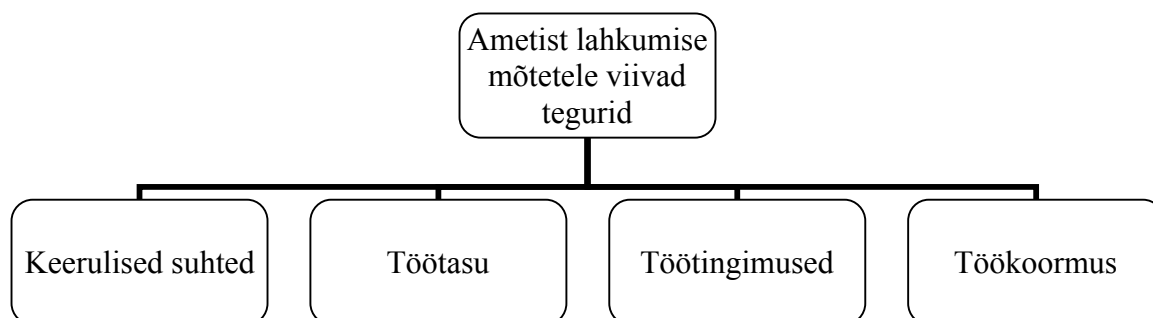 Ametist lahkumise
mõtetele viivad
tegurid
Keerulised suhted
Töötasu
Töötingimused
Töökoormus